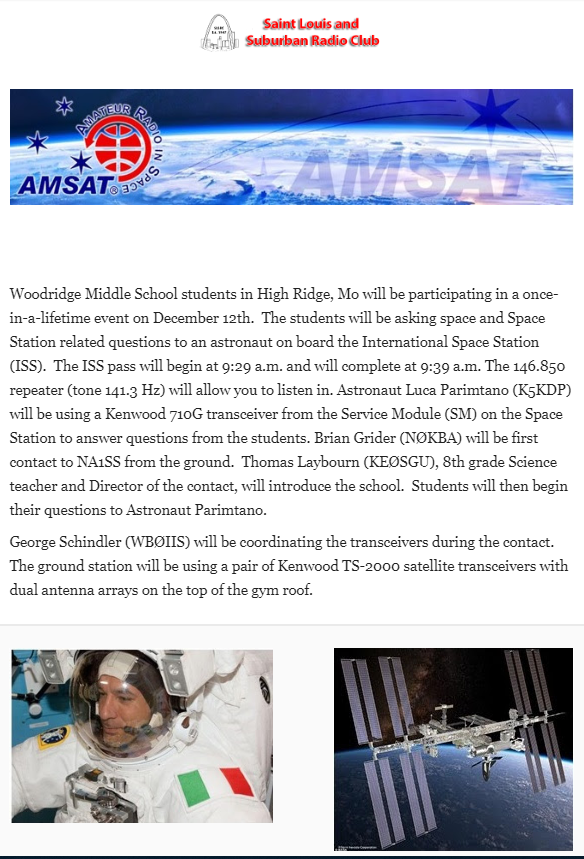 Saint Louis and
Suburban Radio Club
AMATEUR RADIO IN SPACE
AMSAT®
AMSAT
Woodridge Middle School students in High Ridge, Mo will be participating in a once-
in-a-lifetime event on December 12th.  The students will be asking space and Space
Station related questions to an astronaut on board the International Space Station
(ISS).  The ISS pass will begin at 9:29 a.m. and will complete at 9:39 a.m. The 146.850
repeater (tone 141.3 Hz) will allow you to listen in. Astronaut Luca Parimtano (K5KDP)
will be using a Kenwood 710G transceiver from the Service Module (SM) on the Space
Station to answer questions from the students. Brian Grider (NØKBA) will be first
contact to NA1SS from the ground.  Thomas Laybourn (KEØSGU), 8th grade Science
teacher and Director of the contact, will introduce the school.  Students will then begin
their questions to Astronaut Parimtano.
George Schindler (WBØIIS) will be coordinating the transceivers during the contact.
The ground station will be using a pair of Kenwood TS-2000 satellite transceivers with
dual antenna arrays on the top of the gym roof.